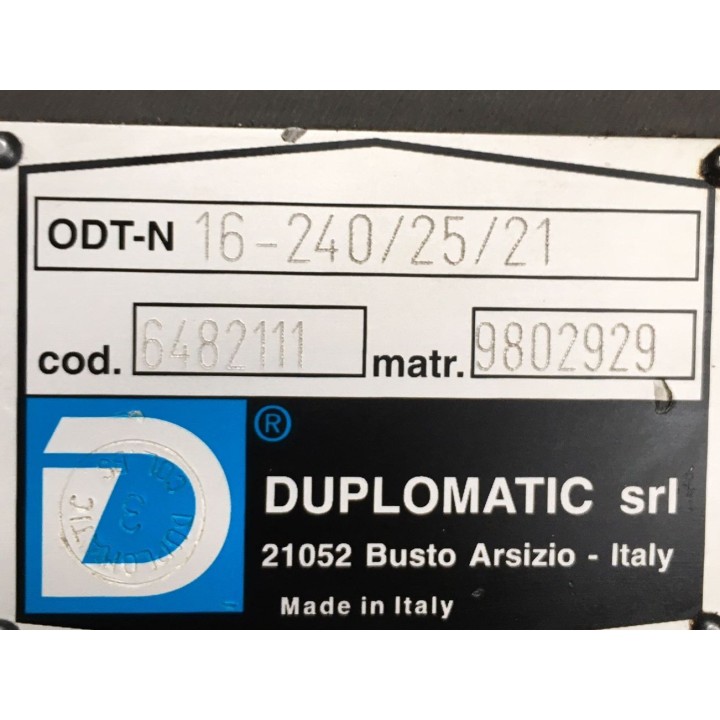 ODT-N 16-240/25/21
cod. 6482111 matr. 9802929
®
DUPLOMATIC srl
21052 Busto Arsizio - Italy
Made in Italy